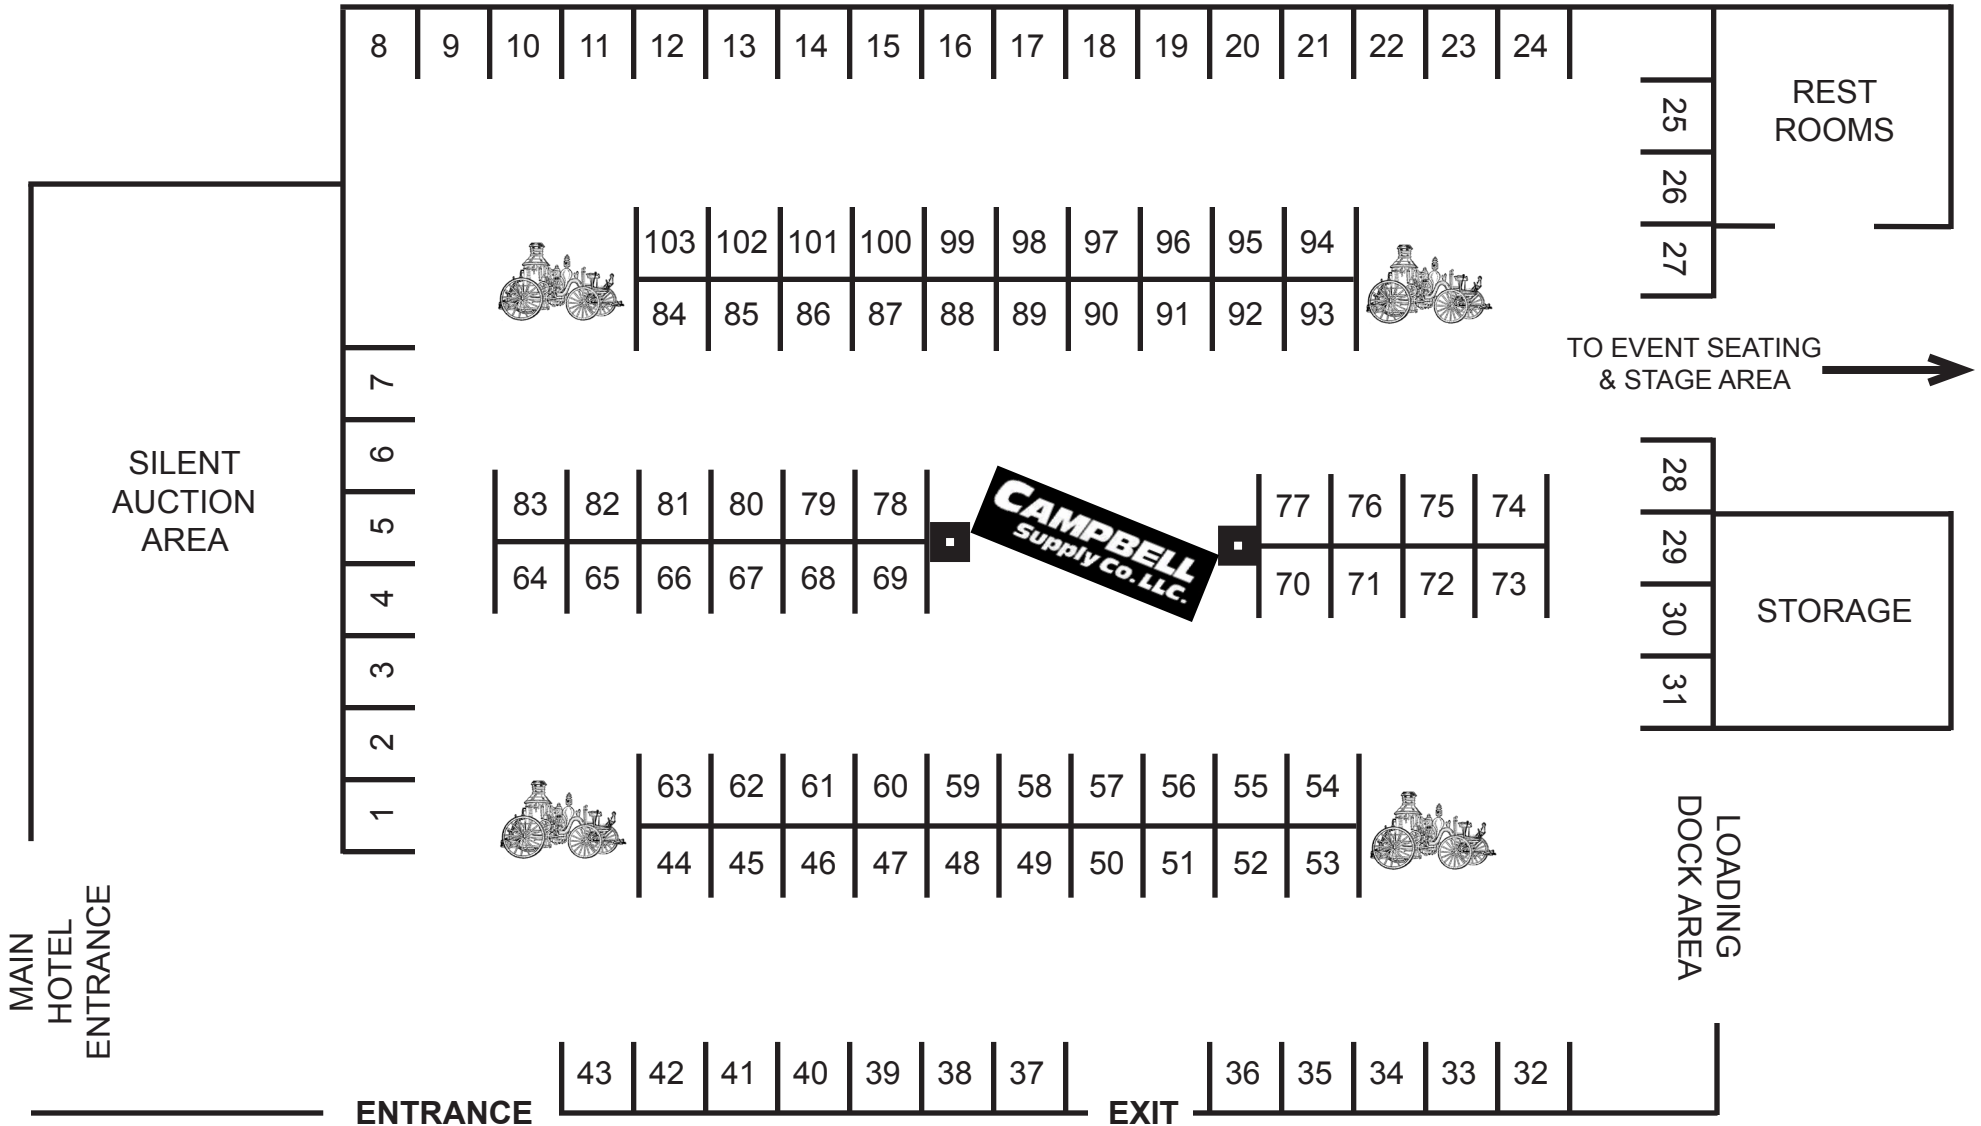 8 9 10 11 12 13 14 15 16 17 18 19 20 21 22 23 24
25
26
27
REST
ROOMS
103 102 101 100 99 98 97 96 95 94
84 85 86 87 88 89 90 91 92 93
TO EVENT SEATING
& STAGE AREA
7
6
5
4
3
2
1
SILENT
AUCTION
AREA
83 82 81 80 79 78
64 65 66 67 68 69
CAMPBELL
Supply Co. LLC.
77 76 75 74
70 71 72 73
28
29
30
31
STORAGE
63 62 61 60 59 58 57 56 55 54
44 45 46 47 48 49 50 51 52 53
LOADING
DOCK AREA
MAIN
HOTEL
ENTRANCE
43 42 41 40 39 38 37
36 35 34 33 32
ENTRANCE
EXIT